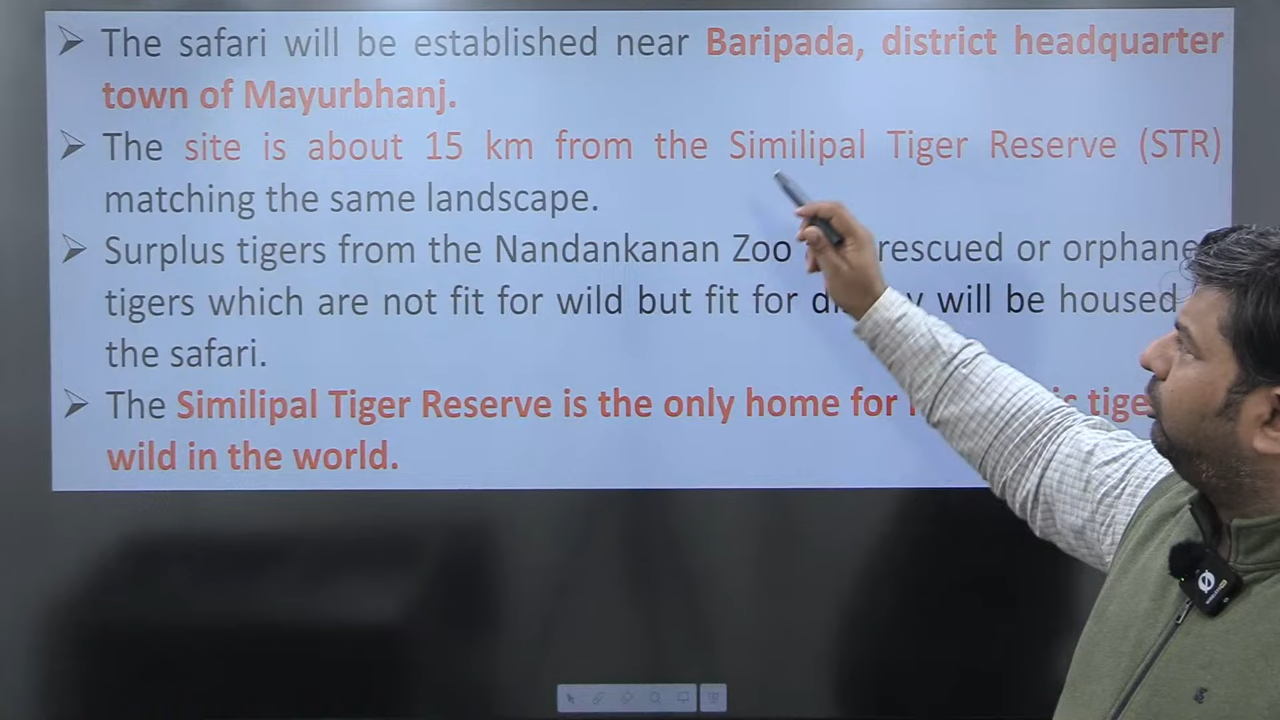 The safari will be established near Baripada, district headquarter
town of Mayurbhanj.
The site is about 15 km from the Similipal Tiger Reserve (STR)
matching the same landscape.
Surplus tigers from the Nandankanan Zoo rescued or orphane
tigers which are not fit for wild but fit for will be housed
the safari.
The Similipal Tiger Reserve is the only home for tige
wild in the world.